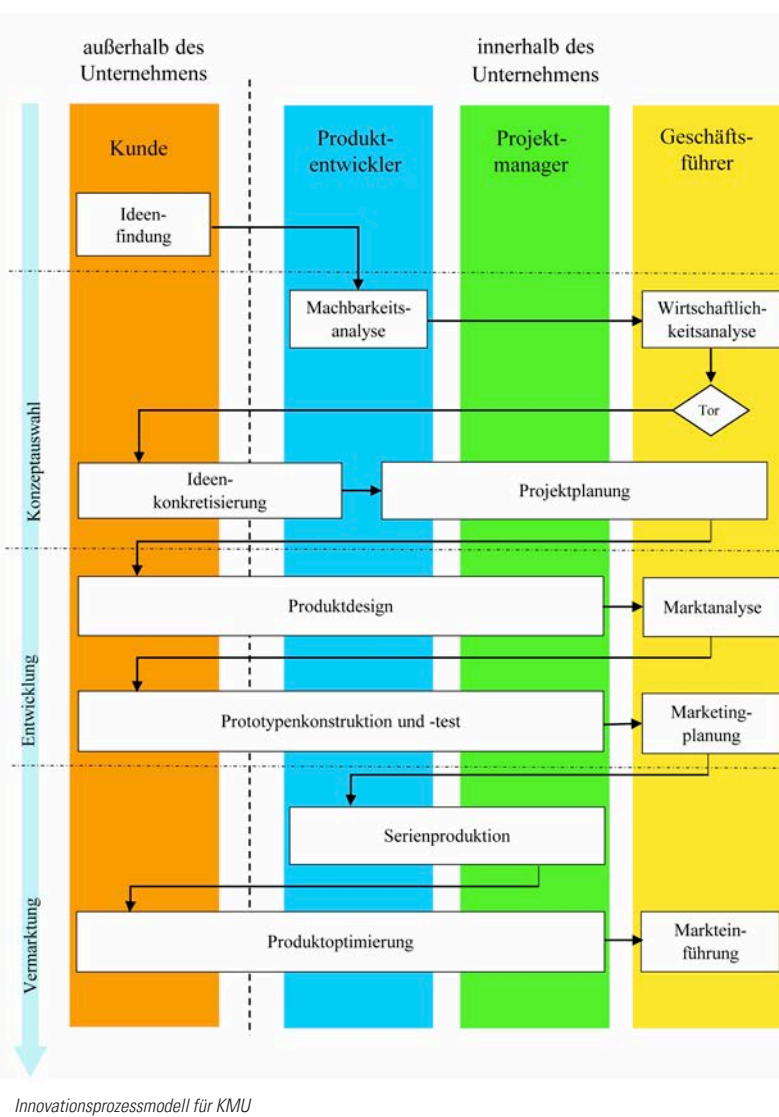 außerhalb des
Unternehmens
innerhalb des
Unternehmens
Kunde
Produkt-
entwickler
Projekt-
manager
Geschäfts-
führer
Ideen-
findung
Machbarkeits-
analyse
Wirtschaftlich-
keitsanalyse
Tor
Konzeptauswahl
Ideen-
konkretisierung
Projektplanung
Produktdesign
Marktanalyse
Entwicklung
Prototypenkonstruktion und -test
Marketing-
planung
Serienproduktion
Vermarktung
Produktoptimierung
Marktein-
führung
Innovationsprozessmodell für KMU